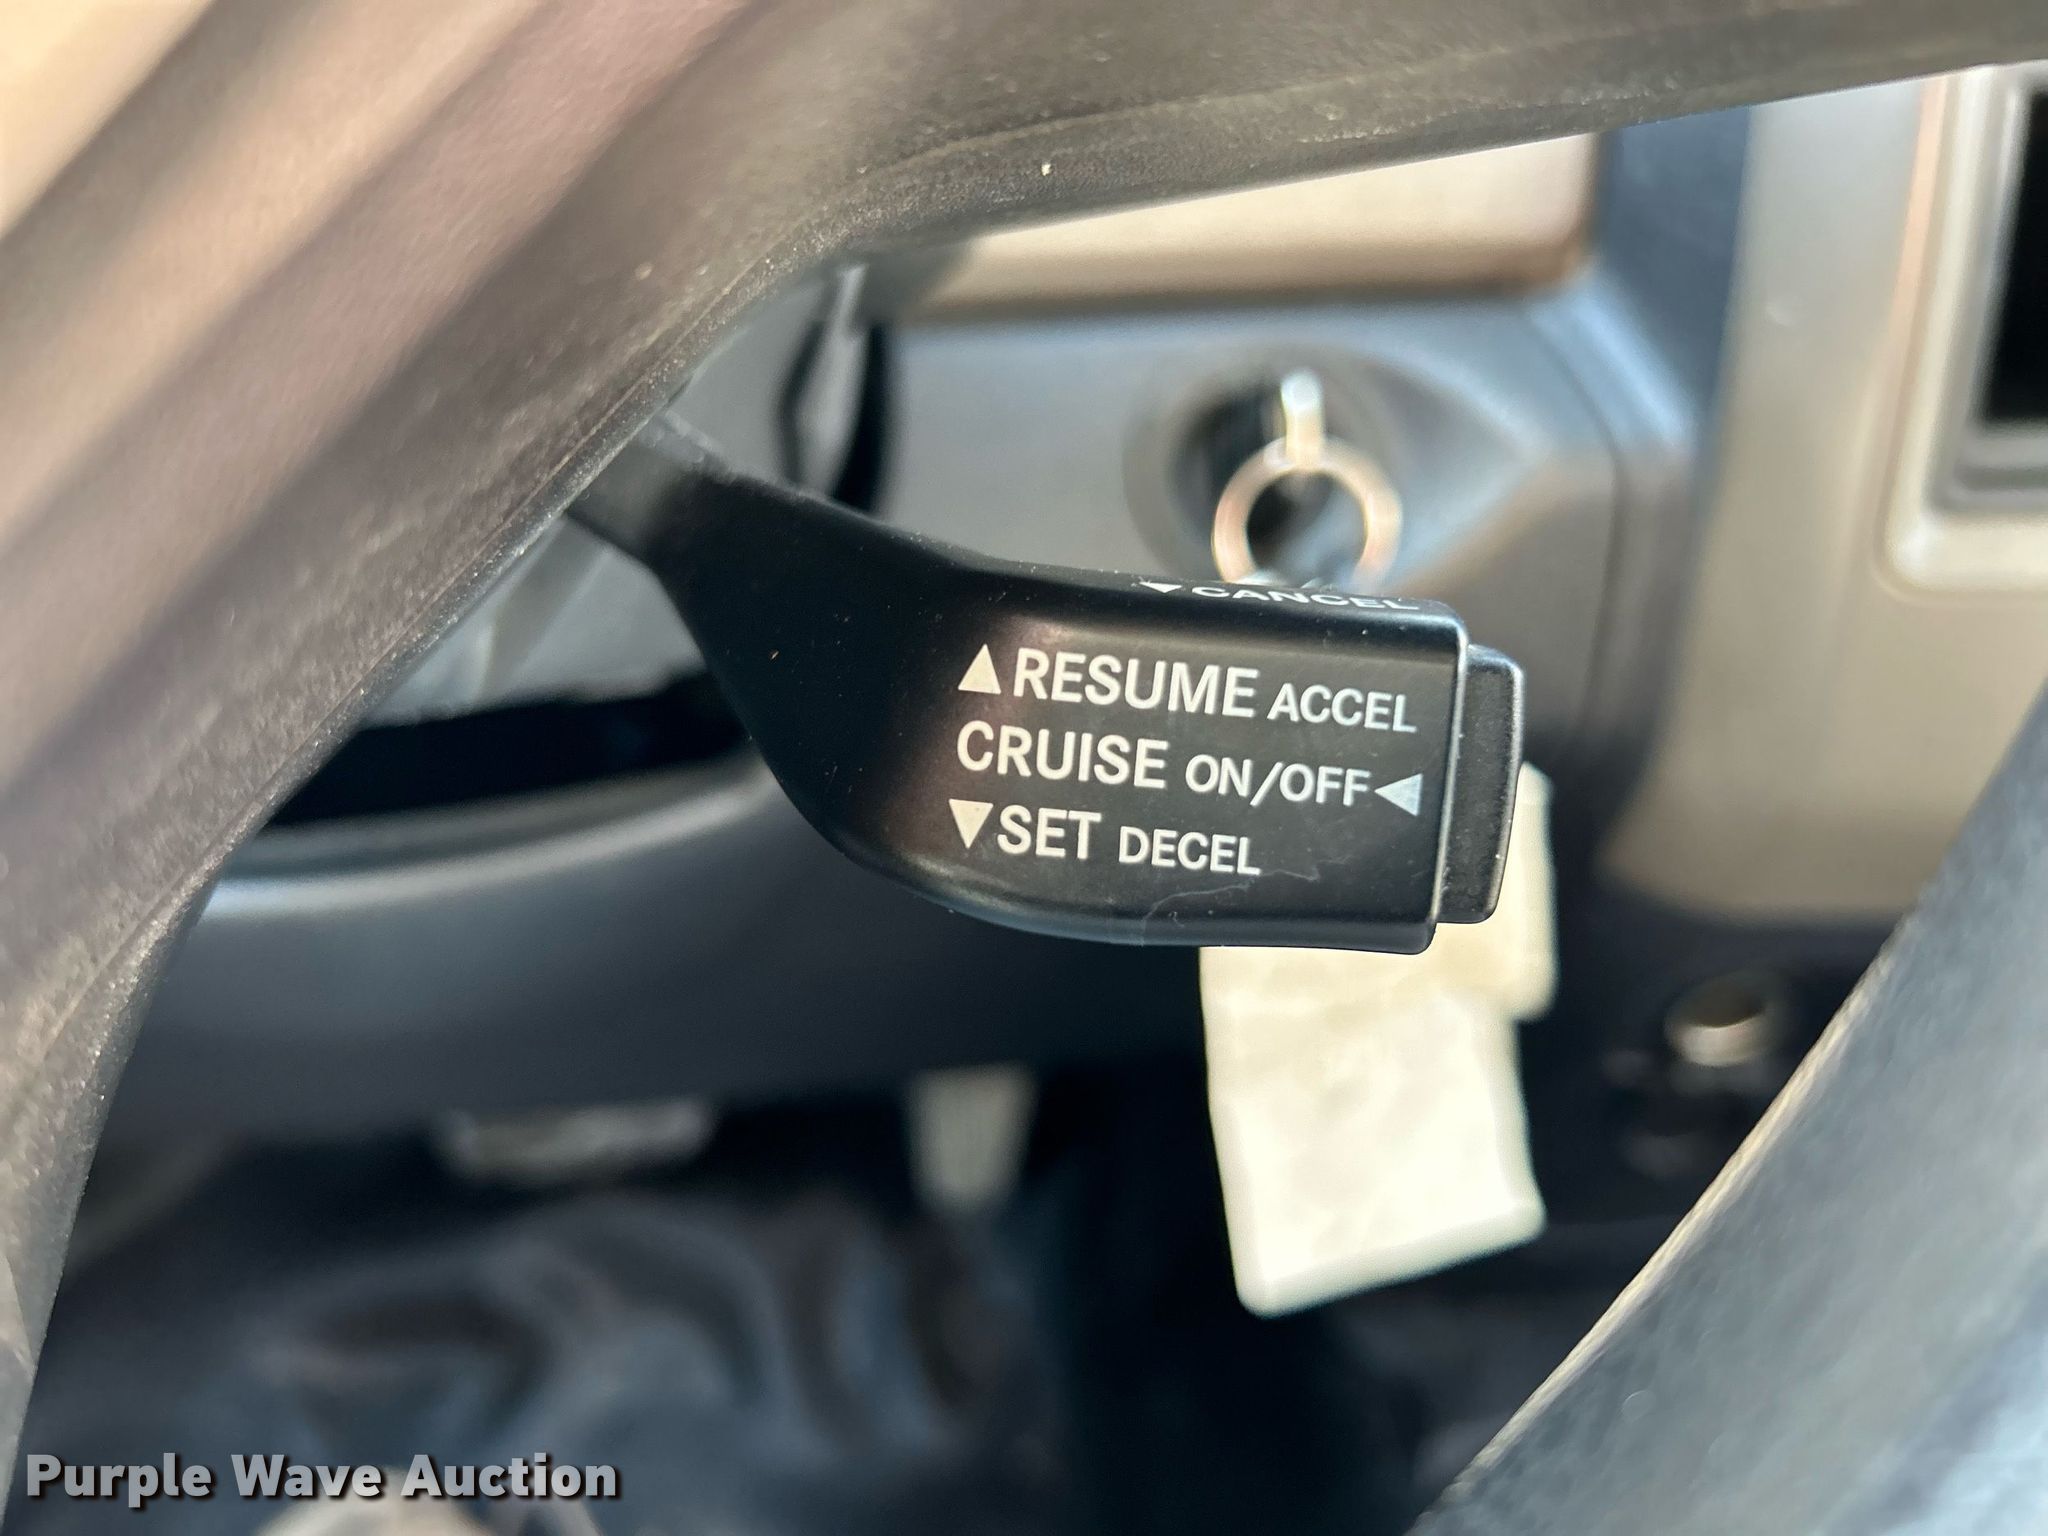 ▼CANCEL
▲RESUME ACCEL
CRUISE ON/OFF◀
▼SET DECEL
Purple Wave Auction